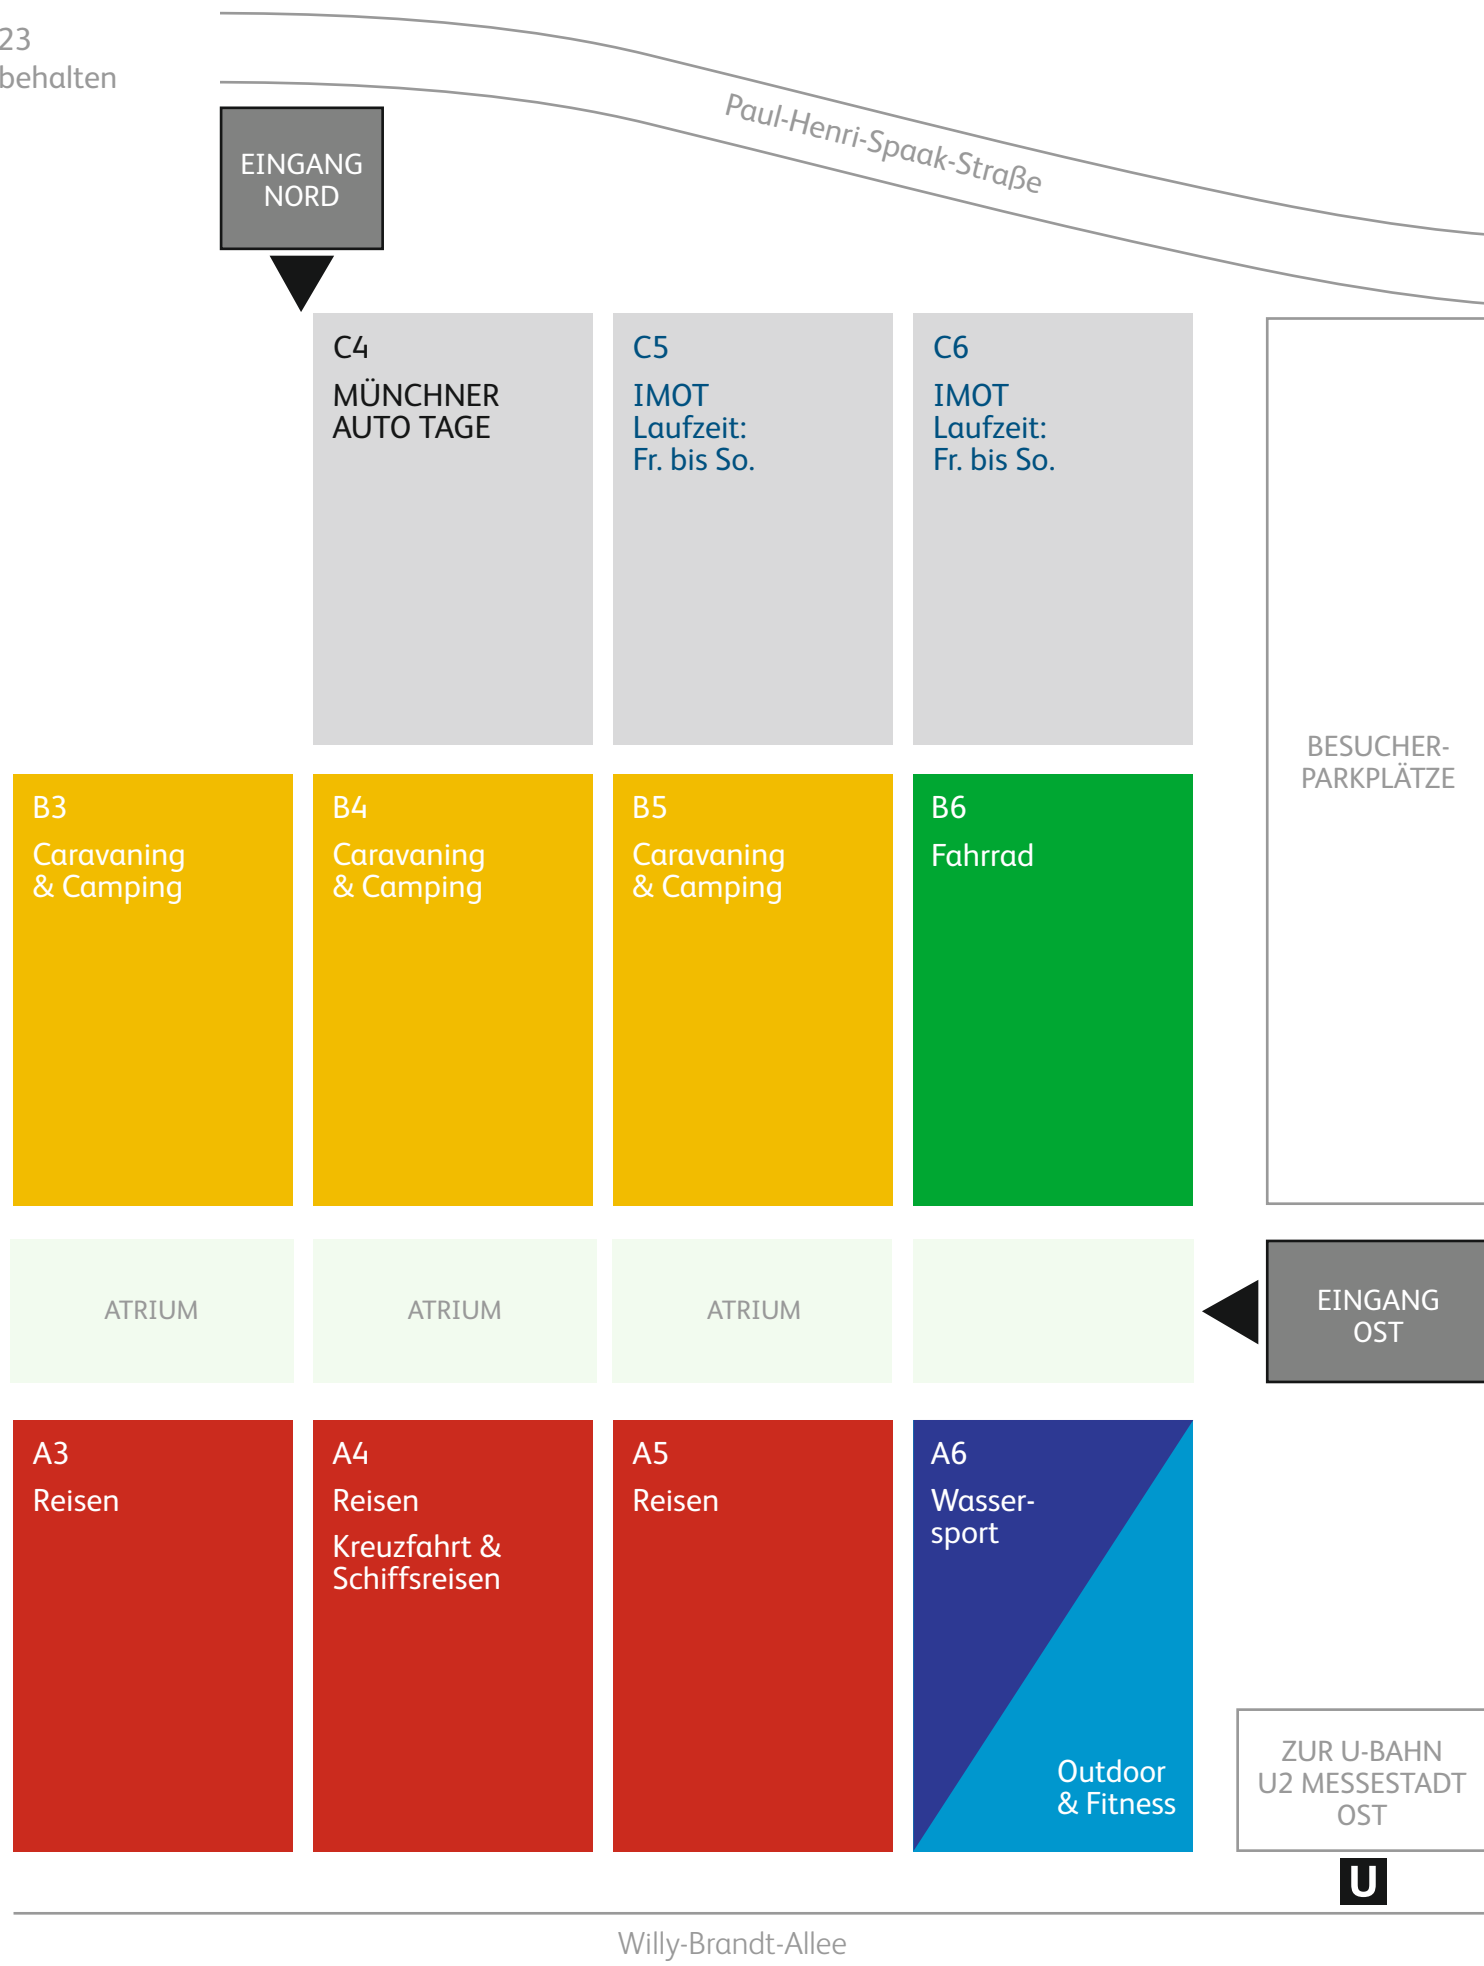 23
behalten
EINGANG
NORD
Paul-Henri-Spaak-Straße
C4
MÜNCHNER
AUTO TAGE
C5
IMOT
Laufzeit:
Fr. bis So.
C6
IMOT
Laufzeit:
Fr. bis So.
BESUCHER-
PARKPLÄTZE
B3
Caravaning
& Camping
B4
Caravaning
& Camping
B5
Caravaning
& Camping
B6
Fahrrad
ATRIUM
ATRIUM
ATRIUM
EINGANG
OST
A3
Reisen
A4
Reisen
Kreuzfahrt &
Schiffsreisen
A5
Reisen
A6
Wasser-
sport
Outdoor
& Fitness
ZUR U-BAHN
U2 MESSESTADT
OST
U
Willy-Brandt-Allee